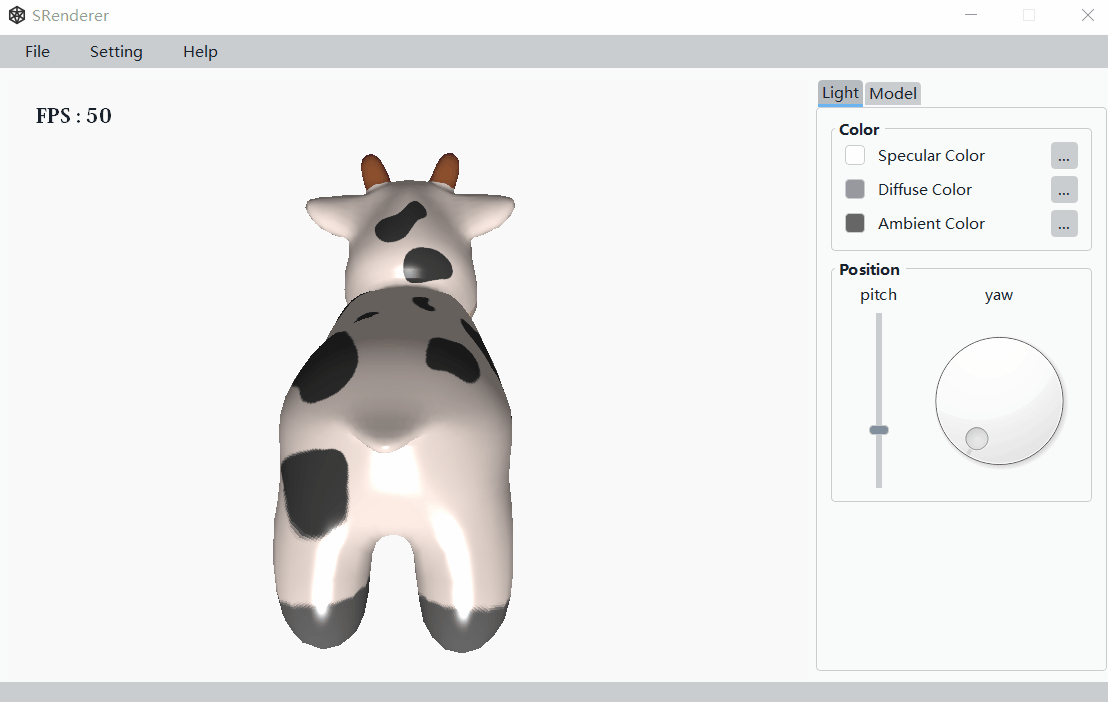 SRenderer
File Setting Help
FPS : 50
Light Model
Color
Specular Color ...
Diffuse Color ...
Ambient Color ...
Position
pitch yaw